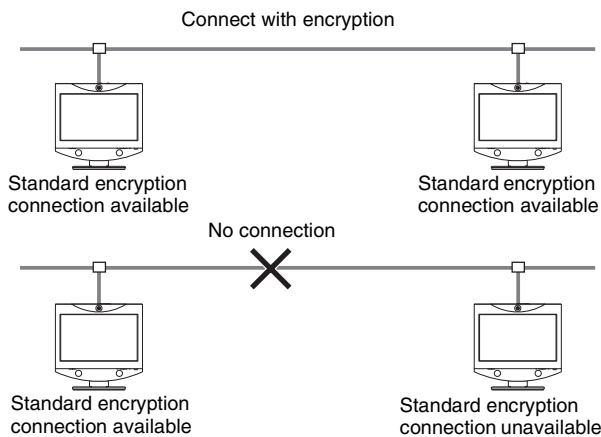 Connect with encryption
Standard encryption
connection available
Standard encryption
connection available
No connection
Standard encryption
connection available
Standard encryption
connection unavailable